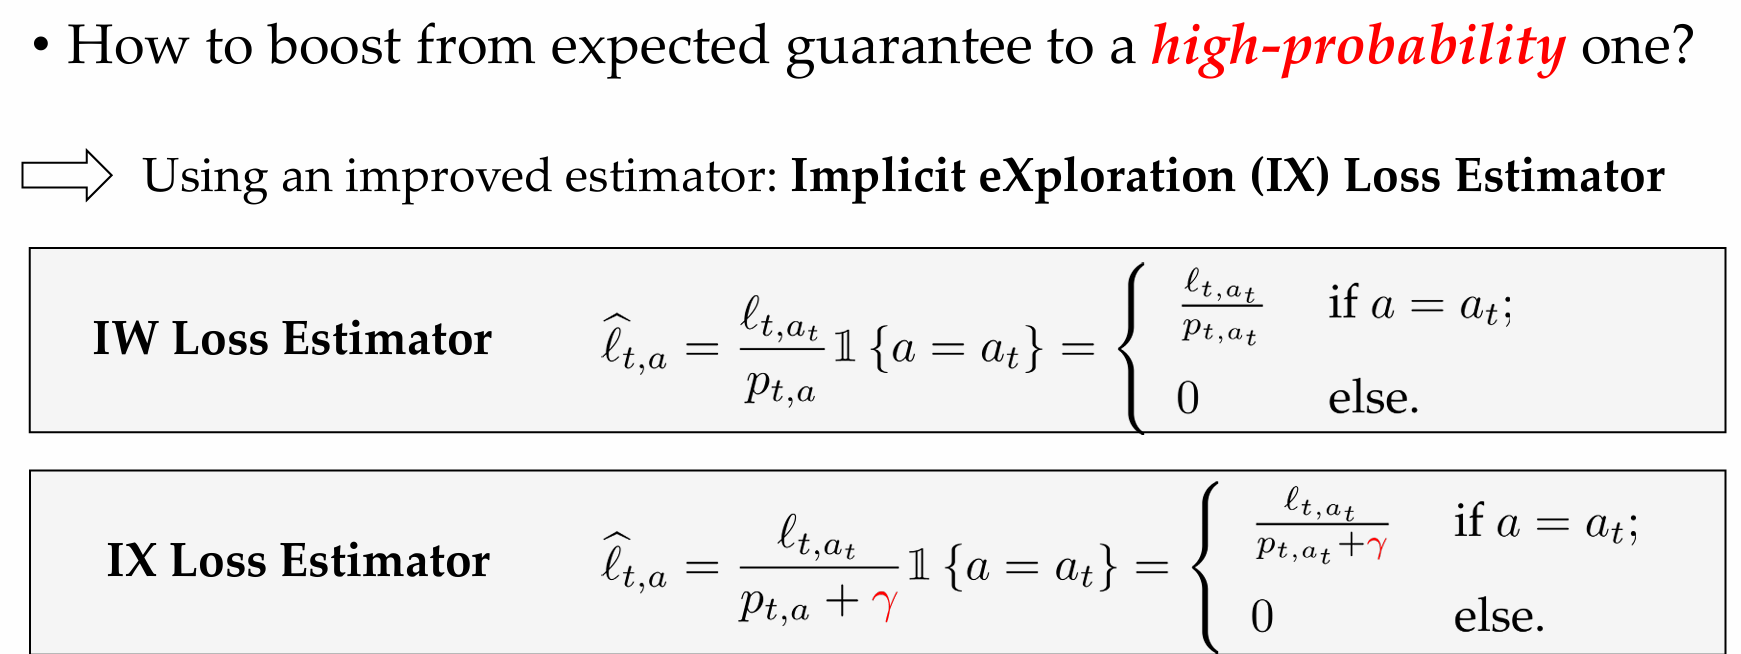 • How to boost from expected guarantee to a high-probability one?
Using an improved estimator: Implicit eXploration (IX) Loss Estimator
IW Loss Estimator $\widehat{\ell}_{t,a} = \frac{\ell_{t,a_t}}{p_{t,a}} \mathbb{1}\{a = a_t\} = \begin{cases} \frac{\ell_{t,a_t}}{p_{t,a_t}} & \text{if } a = a_t; \\ 0 & \text{else.} \end{cases}$
IX Loss Estimator $\widehat{\ell}_{t,a} = \frac{\ell_{t,a_t}}{p_{t,a} + \gamma} \mathbb{1}\{a = a_t\} = \begin{cases} \frac{\ell_{t,a_t}}{p_{t,a_t} + \gamma} & \text{if } a = a_t; \\ 0 & \text{else.} \end{cases}$